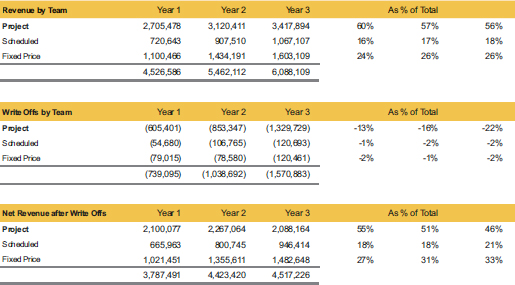 Revenue by Team Year 1 Year 2 Year 3 As % of Total
Project 2,705,478 3,120,411 3,417,894 60% 57% 56%
Scheduled 720,643 907,510 1,067,107 16% 17% 18%
Fixed Price 1,100,466 1,434,191 1,603,109 24% 26% 26%
4,526,586 5,462,112 6,088,109
Write Offs by Team Year 1 Year 2 Year 3 As % of Total
Project (605,401) (853,347) (1,329,729) -13% -16% -22%
Scheduled (54,680) (106,765) (120,693) -1% -2% -2%
Fixed Price (79,015) (78,580) (120,461) -2% -1% -2%
(739,095) (1,038,692) (1,570,883)
Net Revenue after Write Offs Year 1 Year 2 Year 3 As % of Total
Project 2,100,077 2,267,064 2,088,164 55% 51% 46%
Scheduled 665,963 800,745 946,414 18% 18% 21%
Fixed Price 1,021,451 1,355,611 1,482,648 27% 31% 33%
3,787,491 4,423,420 4,517,226